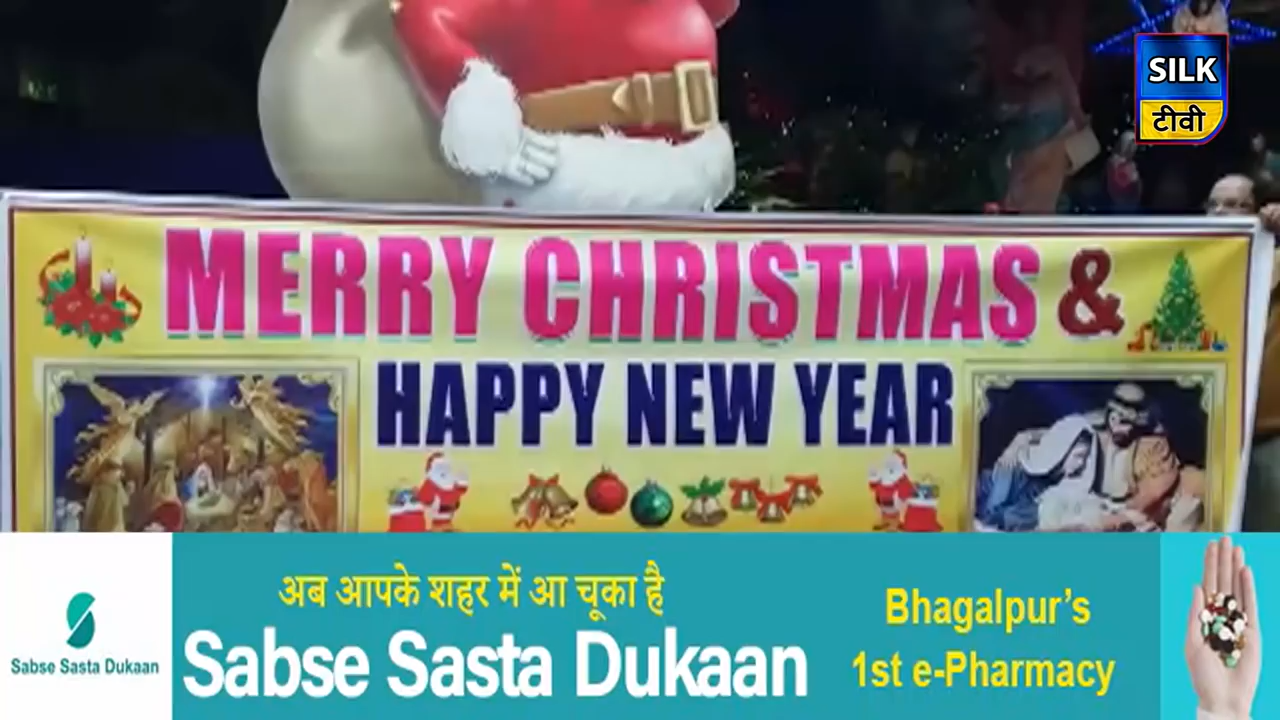 SILK
टीवी
MERRY CHRISTMAS &
HAPPY NEW YEAR
अब आपके शहर में आ चूका है
Sabse Sasta Dukaan
Sabse Sasta Dukaan
Bhagalpur's
1st e-Pharmacy